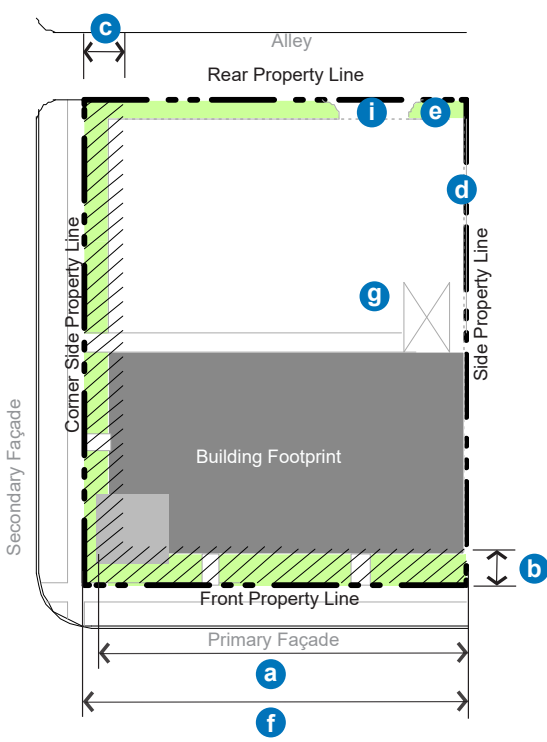 c
Alley
Rear Property Line
i
e
d
Corner Side Property Line
Side Property Line
g
Secondary Façade
Building Footprint
b
Front Property Line
Primary Façade
a
f